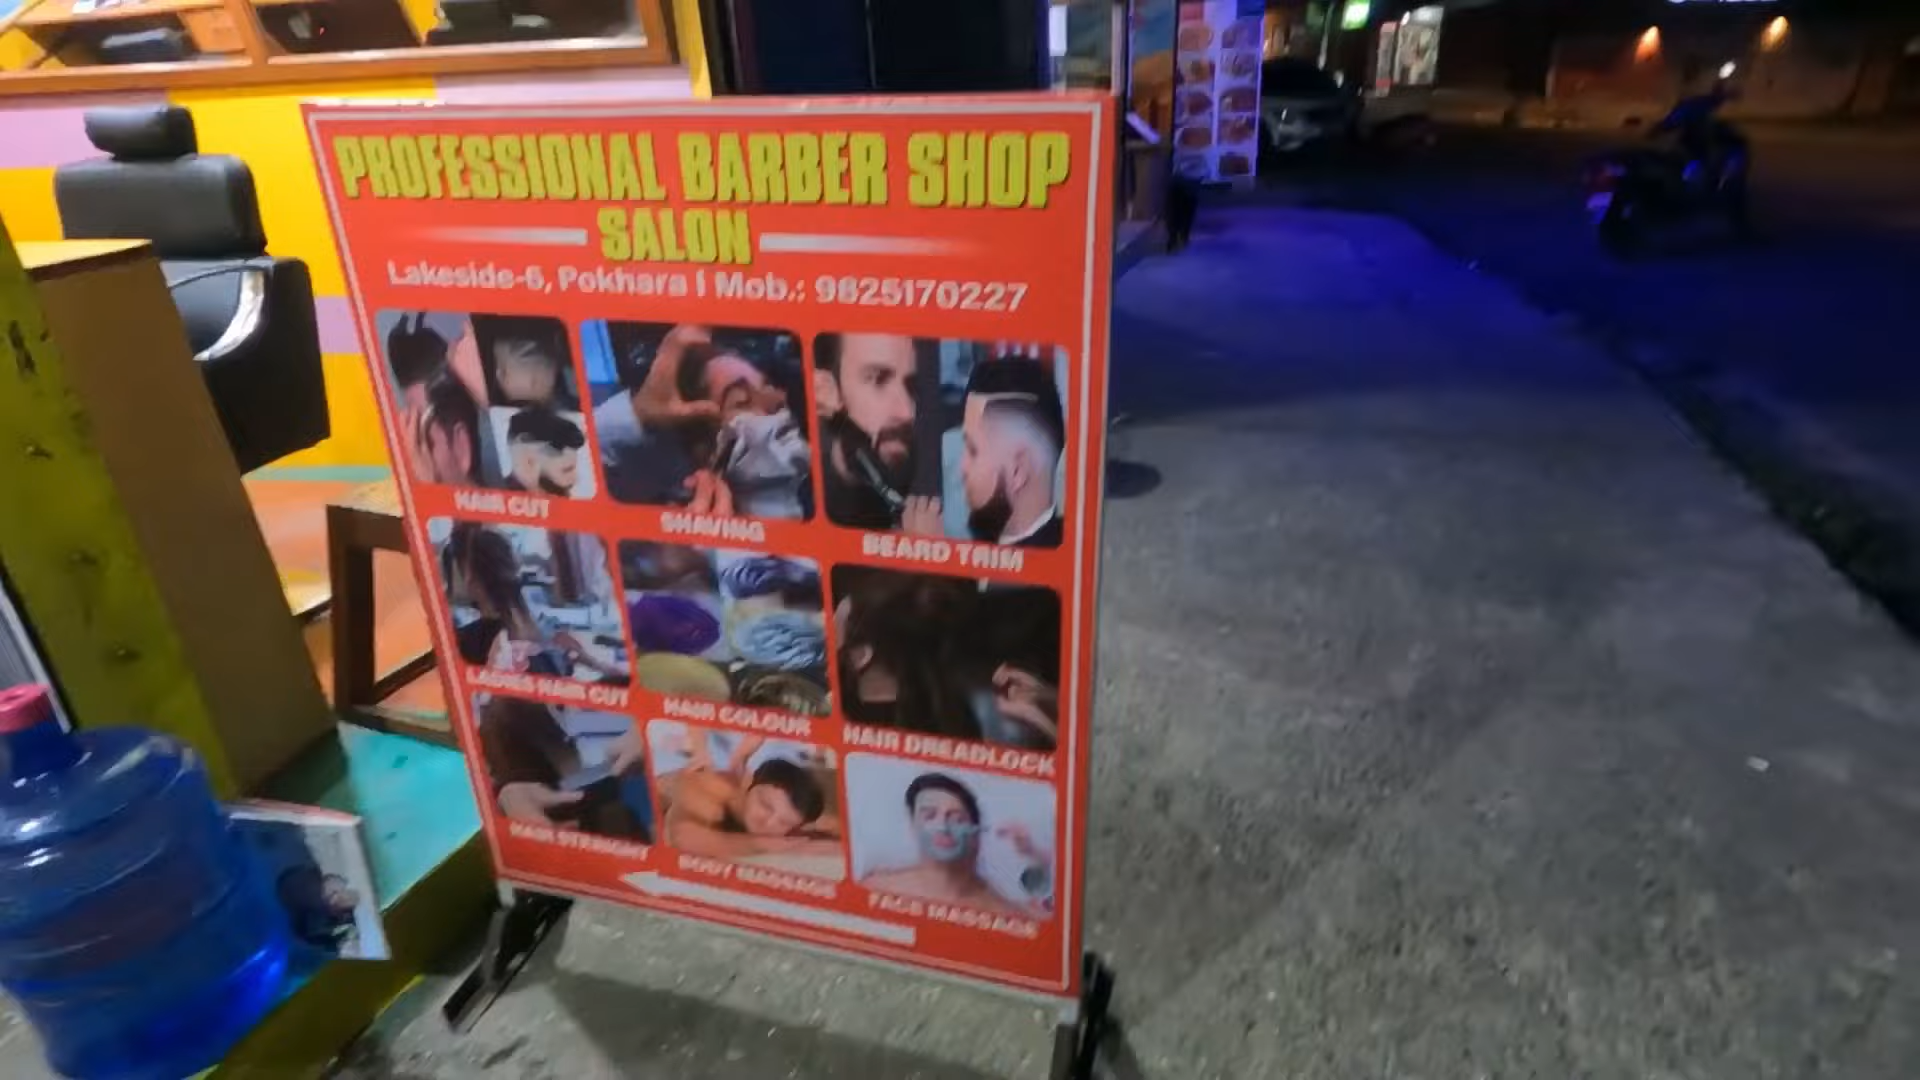 PROFESSIONAL BARBER SHOP
SALON
Lakeside-6, Pokhara | Mob.: 9825170227
HAIR CUT
SHAVING
BEARD TRIM
LADIES HAIR CUT
HAIR COLOUR
HAIR DREADLOCK
HAIR STRIGHT
BODY MASSAGE
FACE MASSAGE